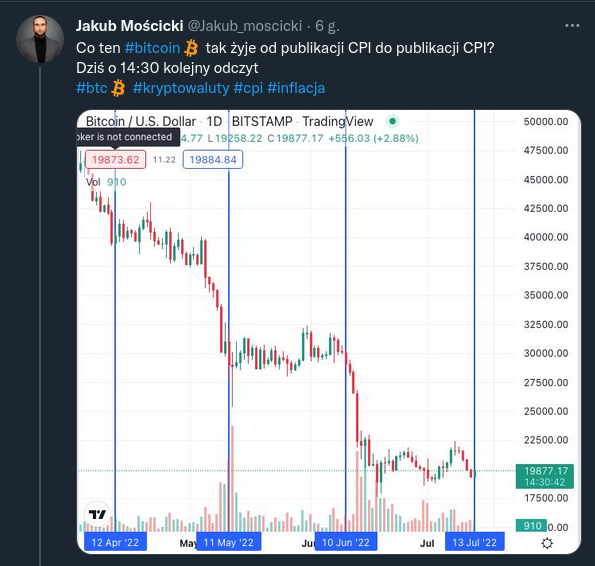 Jakub Mościcki @Jakub_moscicki · 6 g.
Co ten #bitcoin tak żyje od publikacji CPI do publikacji CPI?
Dziś o 14:30 kolejny odczyt
#btc #kryptowaluty #cpi #inflacja
Bitcoin / U.S. Dollar · 1D · BITSTAMP · TradingView
oker is not connected 4.77 L19258.22 C19877.17 +556.03 (+2.88%)
19873.62 11.22 19884.84
Vol 910
50000.00
47500.00
45000.00
42500.00
40000.00
37500.00
35000.00
32500.00
30000.00
27500.00
25000.00
22500.00
19877.17
14:30:42
17500.00
910 0.00
12 Apr '22 May 11 May '22 Jun 10 Jun '22 Jul 13 Jul '22